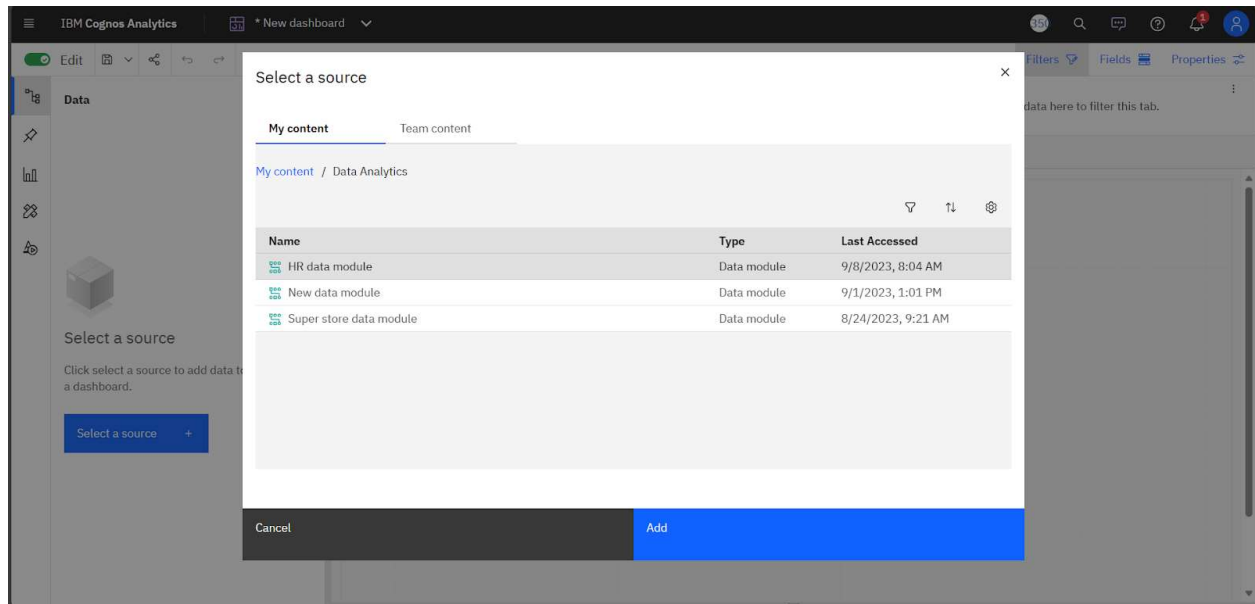 IBM Cognos Analytics
* New dashboard
350
1
Edit
Filters
Fields
Properties
Data
data here to filter this tab.
Select a source
Click select a source to add data to
a dashboard.
Select a source +
Select a source
My content Team content
My content / Data Analytics
Name Type Last Accessed
HR data module Data module 9/8/2023, 8:04 AM
New data module Data module 9/1/2023, 1:01 PM
Super store data module Data module 8/24/2023, 9:21 AM
Cancel Add